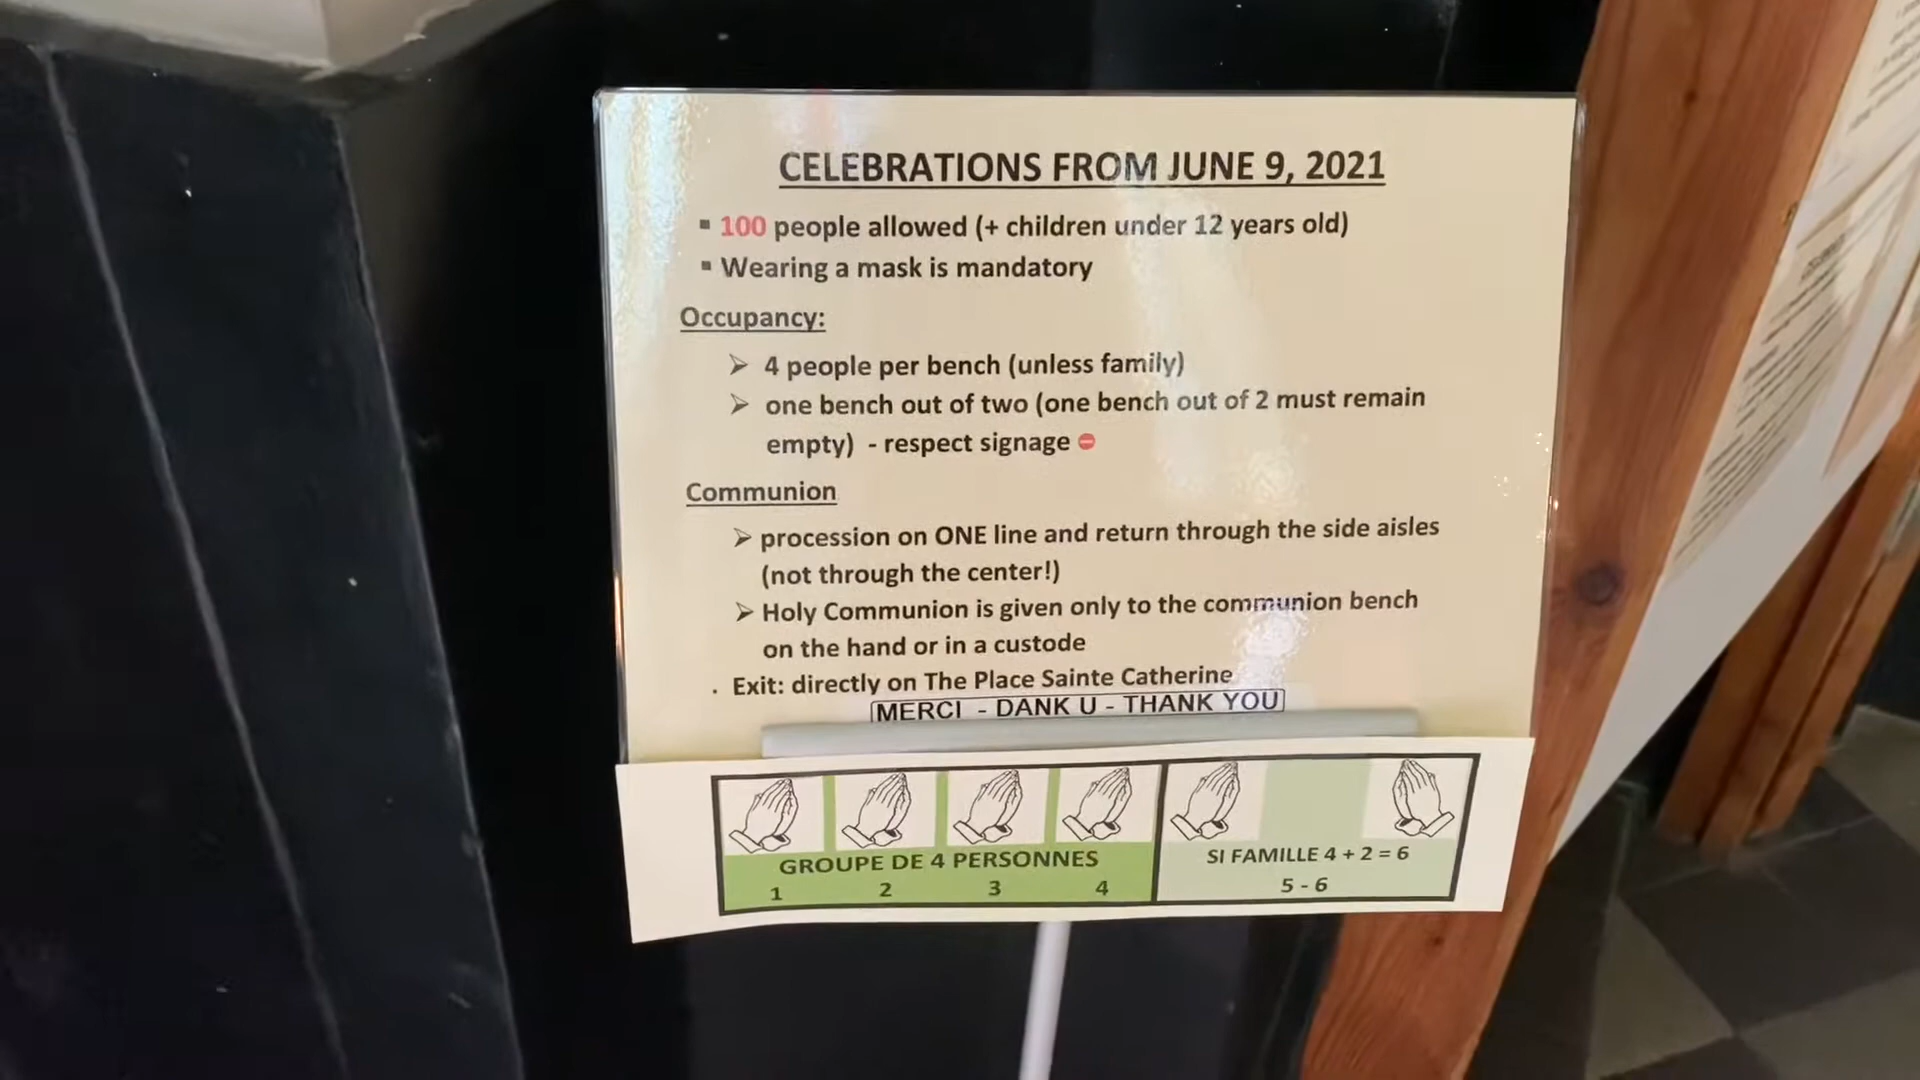 CELEBRATIONS FROM JUNE 9, 2021
▪ 100 people allowed (+ children under 12 years old)
▪ Wearing a mask is mandatory
Occupancy:
➢ 4 people per bench (unless family)
➢ one bench out of two (one bench out of 2 must remain
empty) - respect signage ⛔
Communion
➢ procession on ONE line and return through the side aisles
(not through the center!)
➢ Holy Communion is given only to the communion bench
on the hand or in a custode
. Exit: directly on The Place Sainte Catherine
MERCI - DANK U - THANK YOU
GROUPE DE 4 PERSONNES
1 2 3 4
SI FAMILLE 4 + 2 = 6
5 - 6